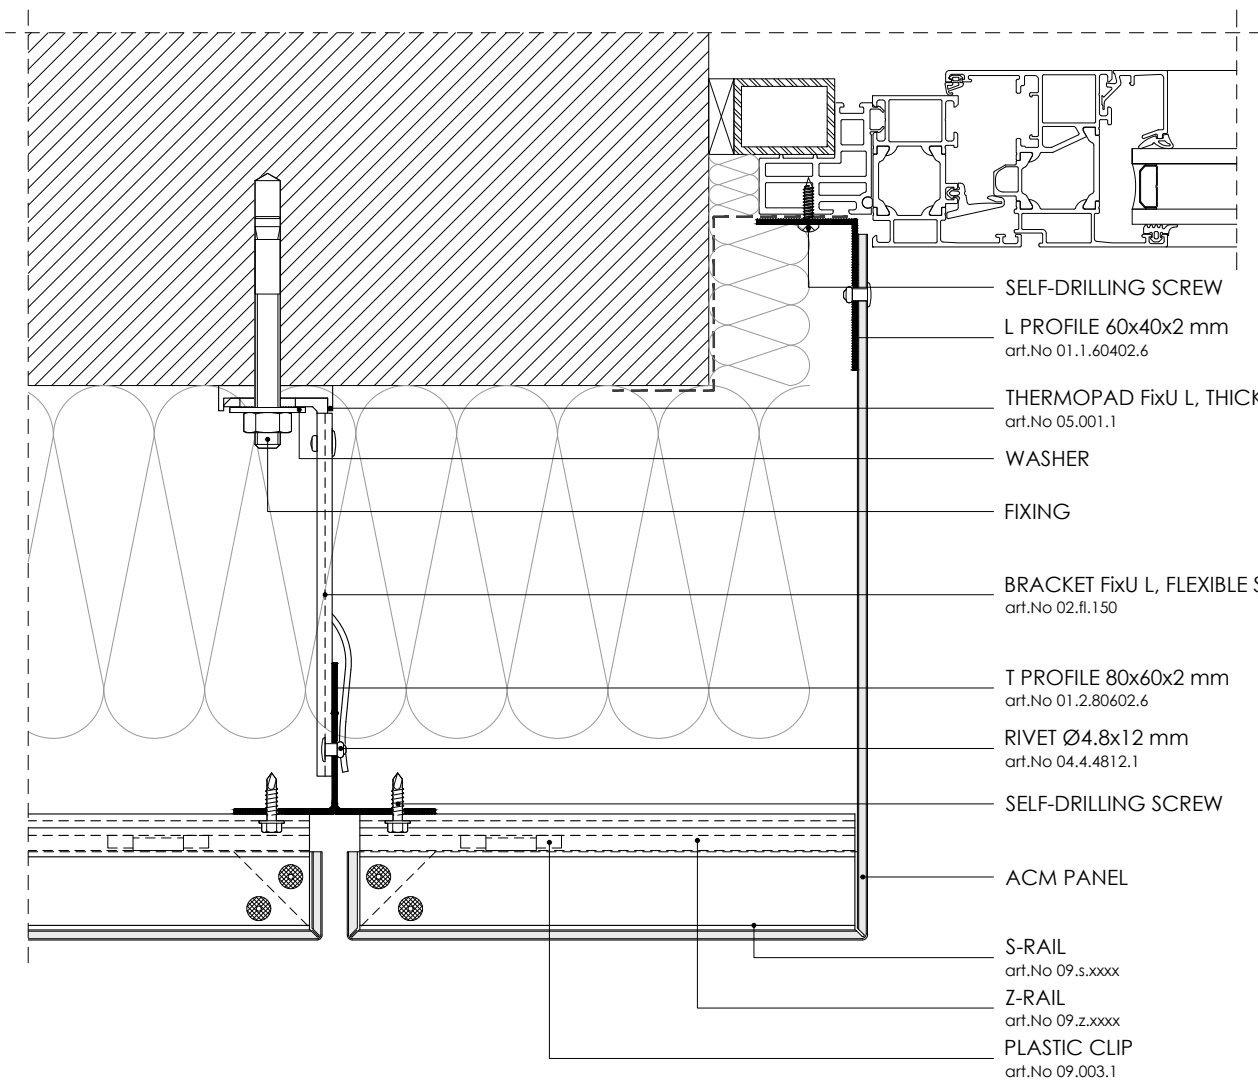 SELF-DRILLING SCREW
L PROFILE 60x40x2 mm
art.No 01.1.60402.6
THERMOPAD FixU L, THICK
art.No 05.001.1
WASHER
FIXING
BRACKET FixU L, FLEXIBLE S
art.No 02.fl.150
T PROFILE 80x60x2 mm
art.No 01.2.80602.6
RIVET Ø4.8x12 mm
art.No 04.4.4812.1
SELF-DRILLING SCREW
ACM PANEL
S-RAIL
art.No 09.s.xxxx
Z-RAIL
art.No 09.z.xxxx
PLASTIC CLIP
art.No 09.003.1